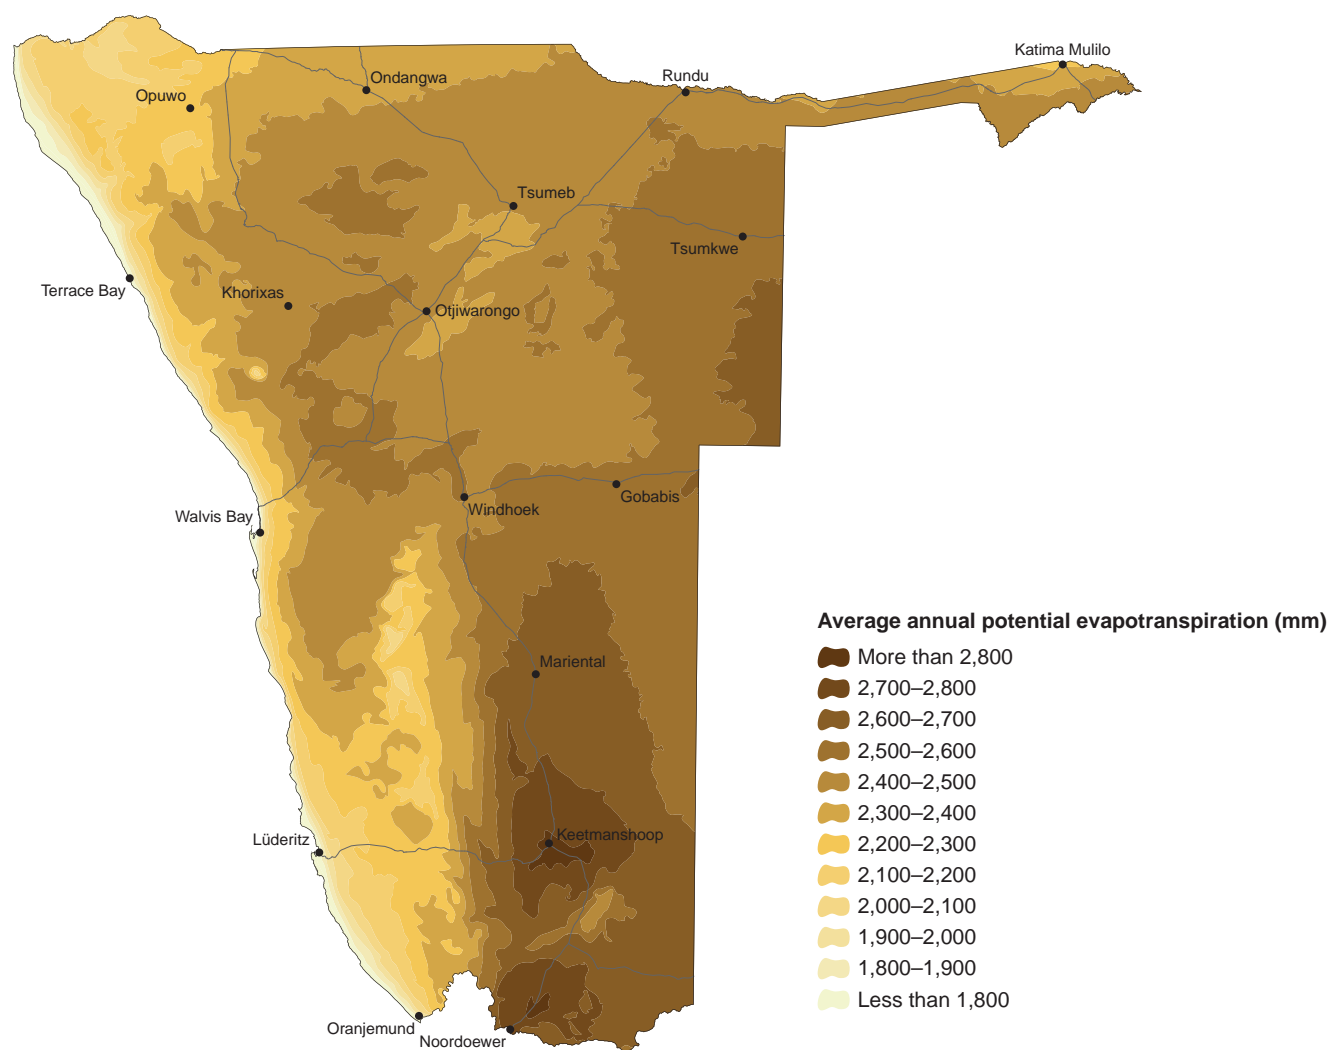 Katima Mulilo
Rundu
Ondangwa
Opuwo
Tsumeb
Tsumkwe
Terrace Bay
Khorixas
Otjiwarongo
Gobabis
Windhoek
Walvis Bay
Mariental
Keetmanshoop
Lüderitz
Oranjemund
Noordoewer
Average annual potential evapotranspiration (mm)
More than 2,800
2,700–2,800
2,600–2,700
2,500–2,600
2,400–2,500
2,300–2,400
2,200–2,300
2,100–2,200
2,000–2,100
1,900–2,000
1,800–1,900
Less than 1,800